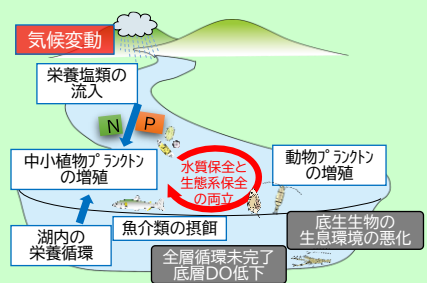 気候変動
栄養塩類の
流入
N P
中小植物プランクトン
の増殖
水質保全と
生態系保全
の両立
動物プランクトン
の増殖
魚介類の摂餌
底生生物の
生息環境の悪化
湖内の
栄養循環
全層循環未完了
底層DO低下